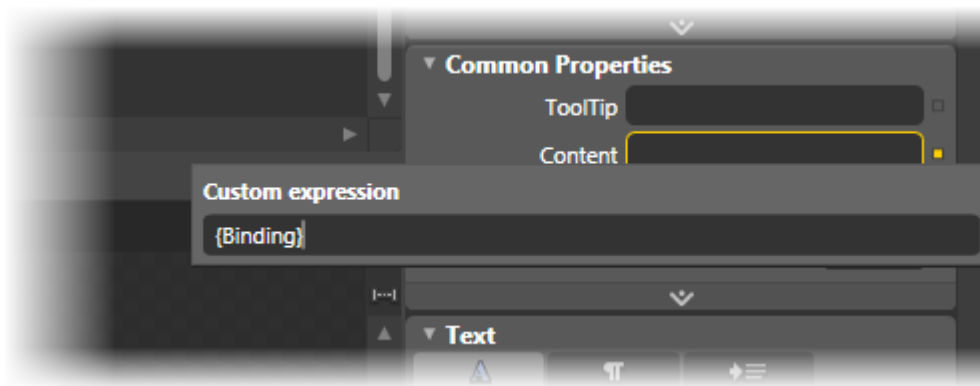 Common Properties
ToolTip
Content
Custom expression
{Binding}
Text